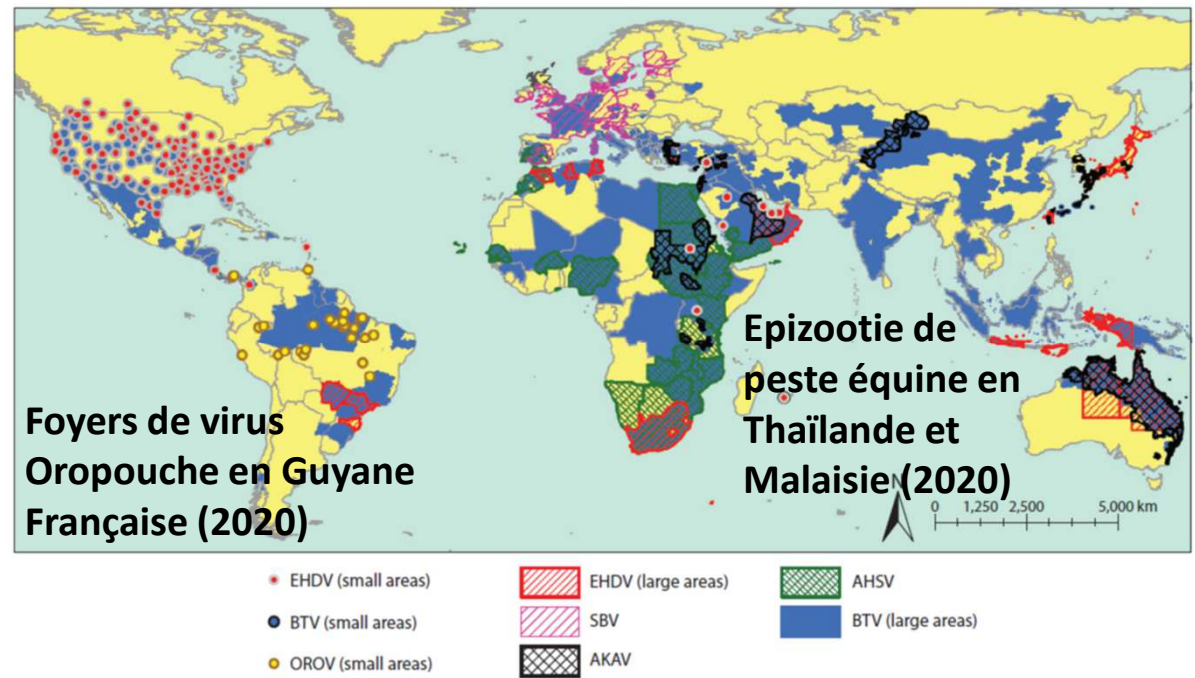 Epizootie de
peste équine en
Thaïlande et
Malaisie (2020)
Foyers de virus
Oropouche en Guyane
Française (2020)
N
0 1,250 2,500 5,000 km
EHDV (small areas)
EHDV (large areas)
AHSV
BTV (small areas)
SBV
BTV (large areas)
OROV (small areas)
AKAV